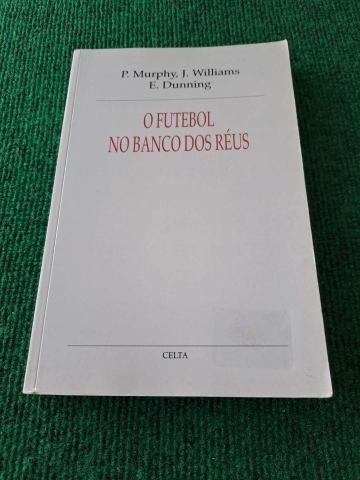 P. Murphy, J. Williams
E. Dunning
O FUTEBOL
NO BANCO DOS RÉUS
CELTA